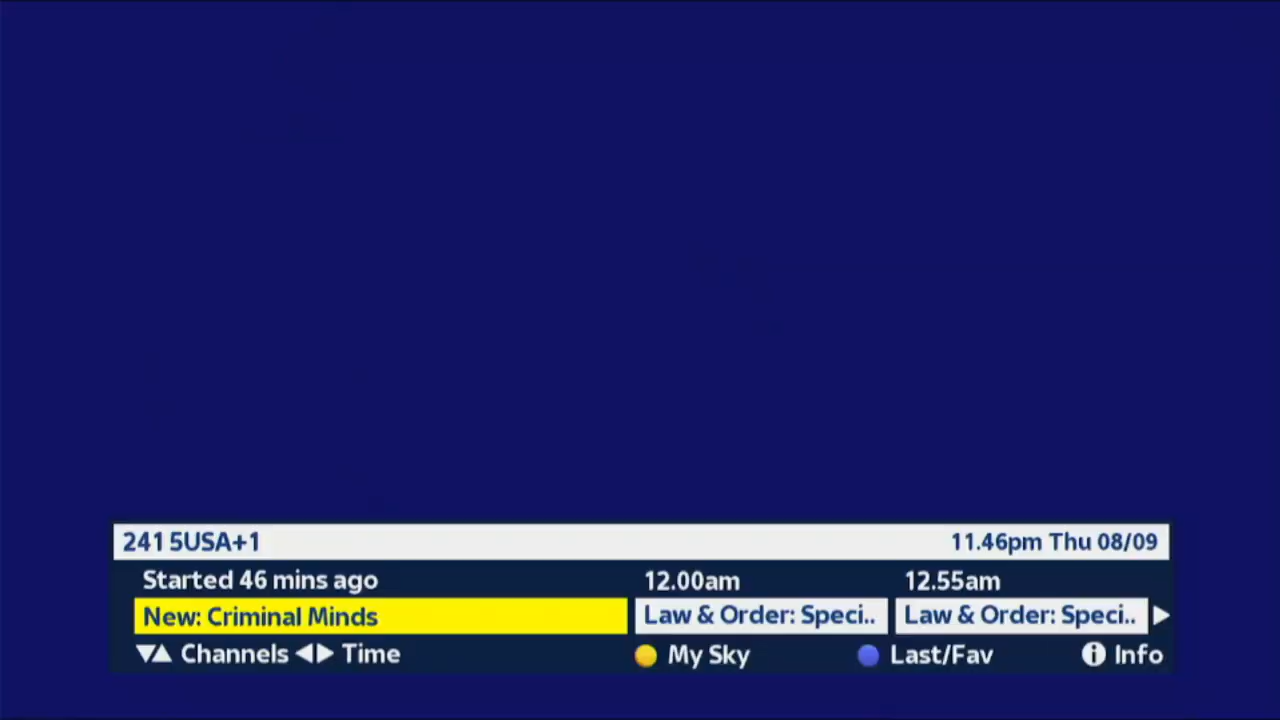 241 5USA+1 11.46pm Thu 08/09
Started 46 mins ago 12.00am 12.55am
New: Criminal Minds Law & Order: Speci.. Law & Order: Speci..
Channels Time My Sky Last/Fav i Info